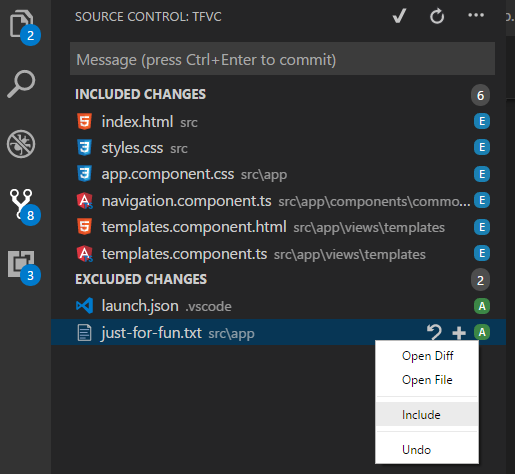 SOURCE CONTROL: TFVC
Message (press Ctrl+Enter to commit)
INCLUDED CHANGES 6
index.html src E
styles.css src E
app.component.css src\app E
navigation.component.ts src\app\components\commo... E
templates.component.html src\app\views\templates E
templates.component.ts src\app\views\templates E
EXCLUDED CHANGES 2
launch.json .vscode A
just-for-fun.txt src\app A
Open Diff
Open File
Include
Undo
2
8
3